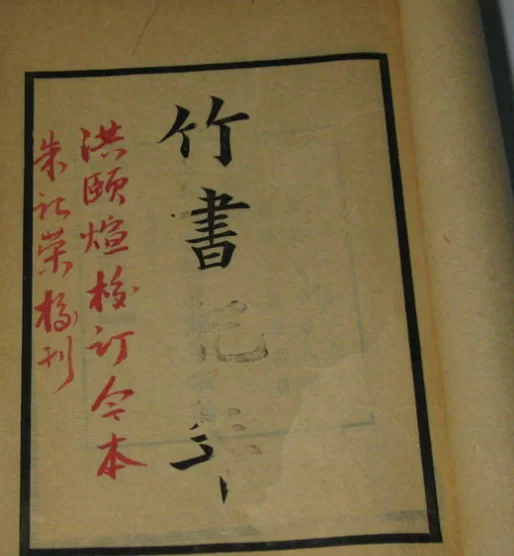 竹書紀年
洪頤煊校订今本
朱记荣校刊